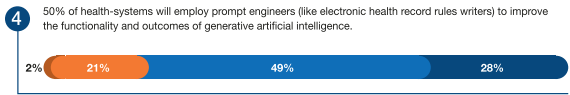 4
50% of health-systems will employ prompt engineers (like electronic health record rules writers) to improve
the functionality and outcomes of generative artificial intelligence.
2% 21% 49% 28%